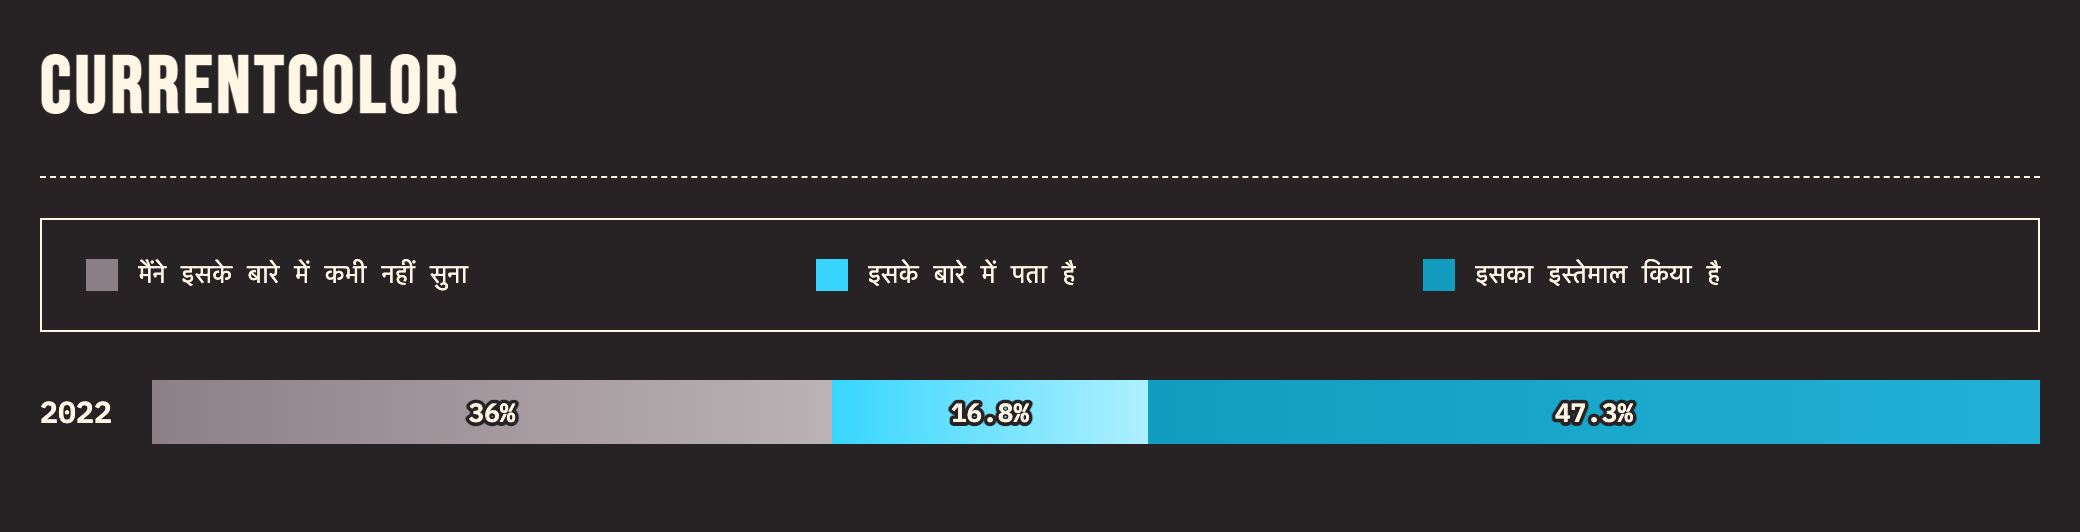 CURRENTCOLOR
मैंने इसके बारे में कभी नहीं सुना इसके बारे में पता है इसका इस्तेमाल किया है
2022 36% 16.8% 47.3%